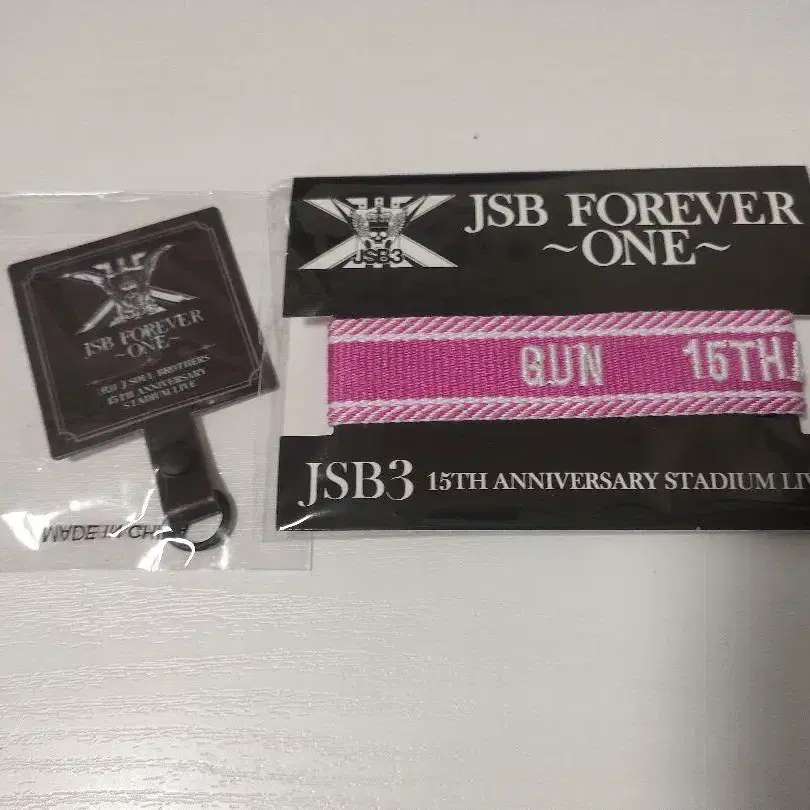 JSB FOREVER
~ONE~
SOUL BROTHERS
15TH ANNIVERSARY
STADIUM LIVE
MADE IN CHINA
JSB3
JSB FOREVER
~ONE~
GUN 15TH
JSB3 15TH ANNIVERSARY STADIUM LIV